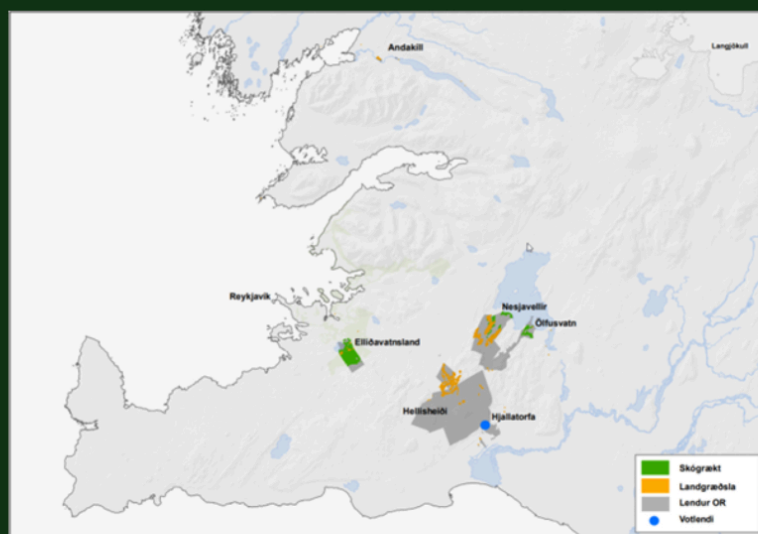 Andakíll
Langjökull
Reykjavík
Nesjavellir
Ölfusvatn
Elliðavatnsland
Hellisheiði
Hjallatorfa
Skógrækt
Landgræðsla
Lendur OR
Votlendi